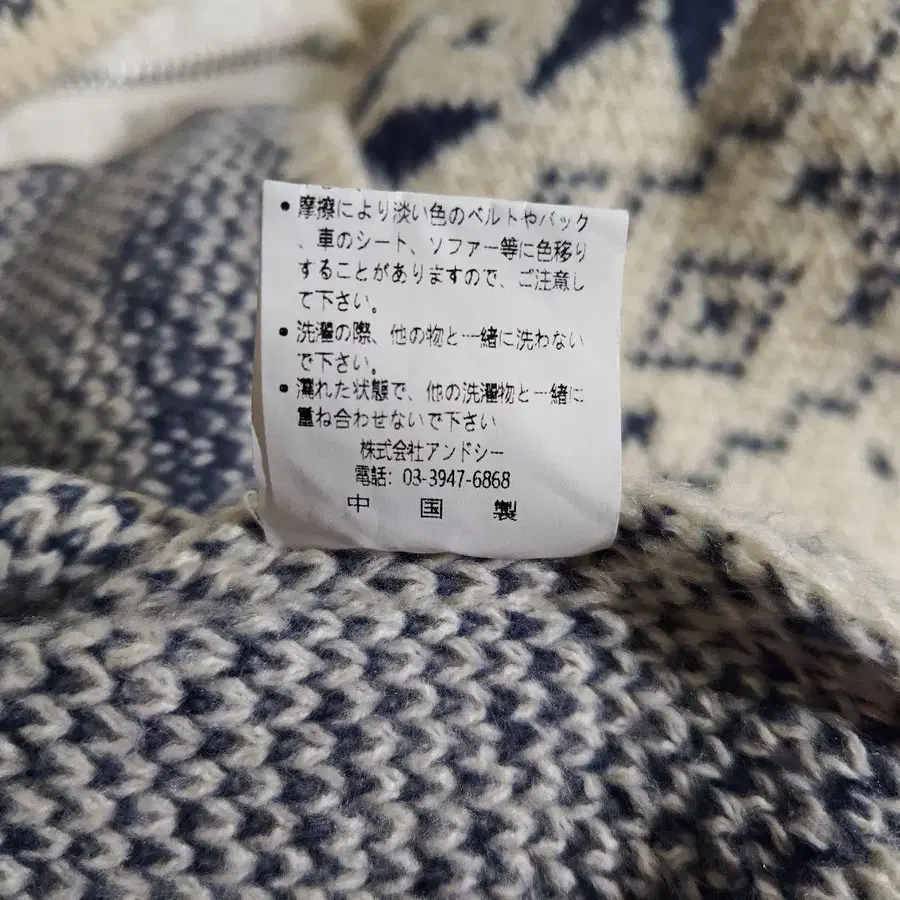 • 摩擦により淡い色のベルトやバック
、車のシート、ソファー等に色移り
することがありますので、ご注意し
て下さい。
• 洗濯の際、他の物と一緒に洗わない
で下さい。
• 濡れた状態で、他の洗濯物と一緒に
重ね合わせないで下さい
株式会社アンドシー
電話: 03-3947-6868
中 国 製